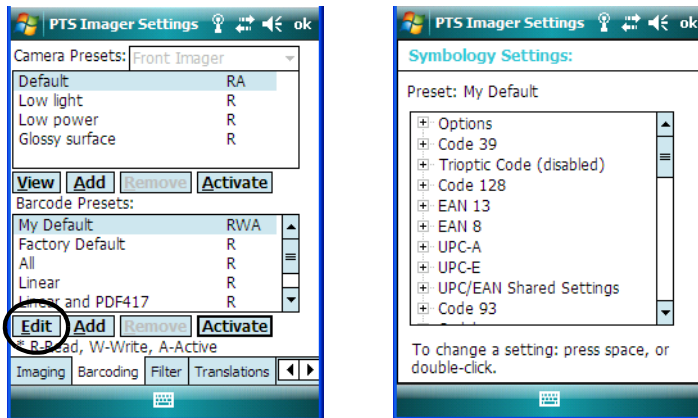 PTS Imager Settings ok
Camera Presets: Front Imager
Default RA
Low light R
Low power R
Glossy surface R
View Add Remove Activate
Barcode Presets:
My Default RWA
Factory Default R
All R
Linear R
Linear and PDF417 R
Edit Add Remove Activate
* R-Read, W-Write, A-Active
Imaging Barcoding Filter Translations
PTS Imager Settings ok
Symbology Settings:
Preset: My Default
Options
Code 39
Trioptic Code (disabled)
Code 128
EAN 13
EAN 8
UPC-A
UPC-E
UPC/EAN Shared Settings
Code 93
To change a setting: press space, or
double-click.